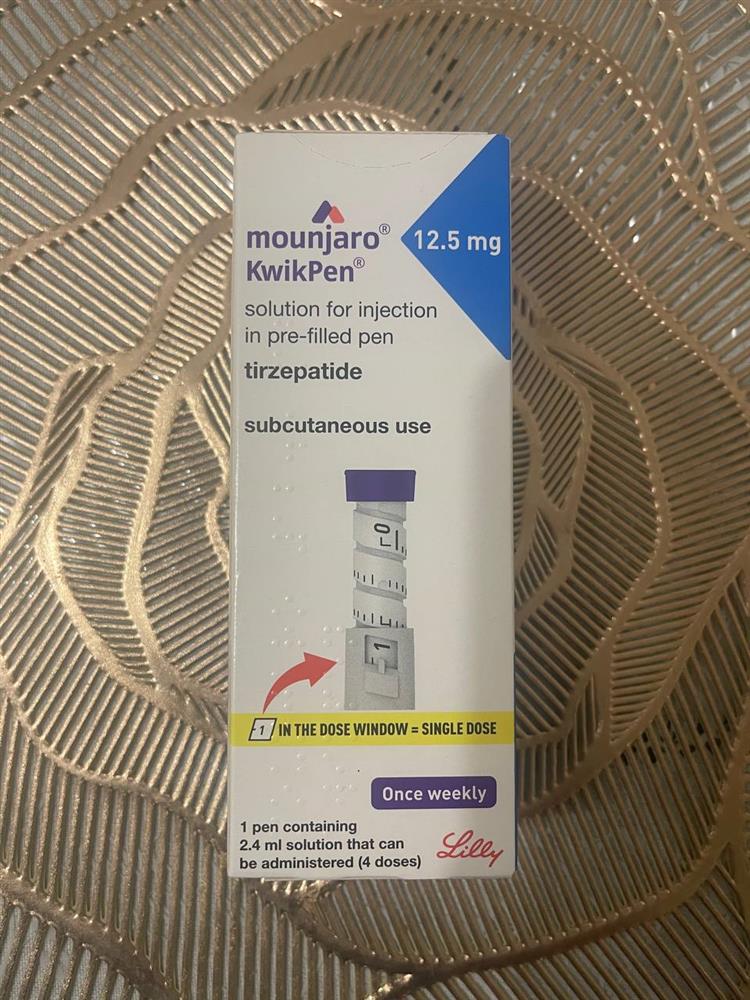 mounjaro®
KwikPen®
12.5 mg
solution for injection
in pre-filled pen
tirzepatide
subcutaneous use
0
1
1 IN THE DOSE WINDOW = SINGLE DOSE
Once weekly
1 pen containing
2.4 ml solution that can
be administered (4 doses)
Lilly